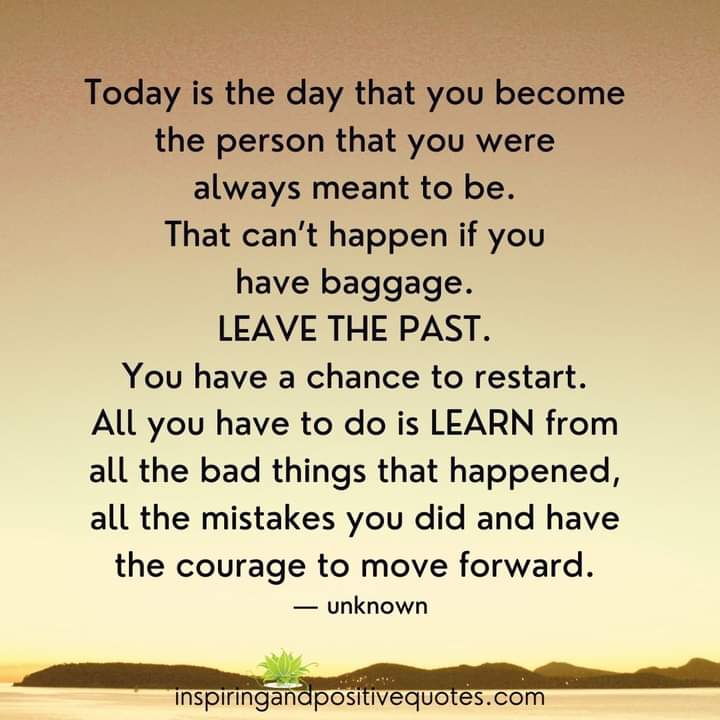 Today is the day that you become
the person that you were
always meant to be.
That can't happen if you
have baggage.
LEAVE THE PAST.
You have a chance to restart.
All you have to do is LEARN from
all the bad things that happened,
all the mistakes you did and have
the courage to move forward.
— unknown
inspiringandpositivequotes.com